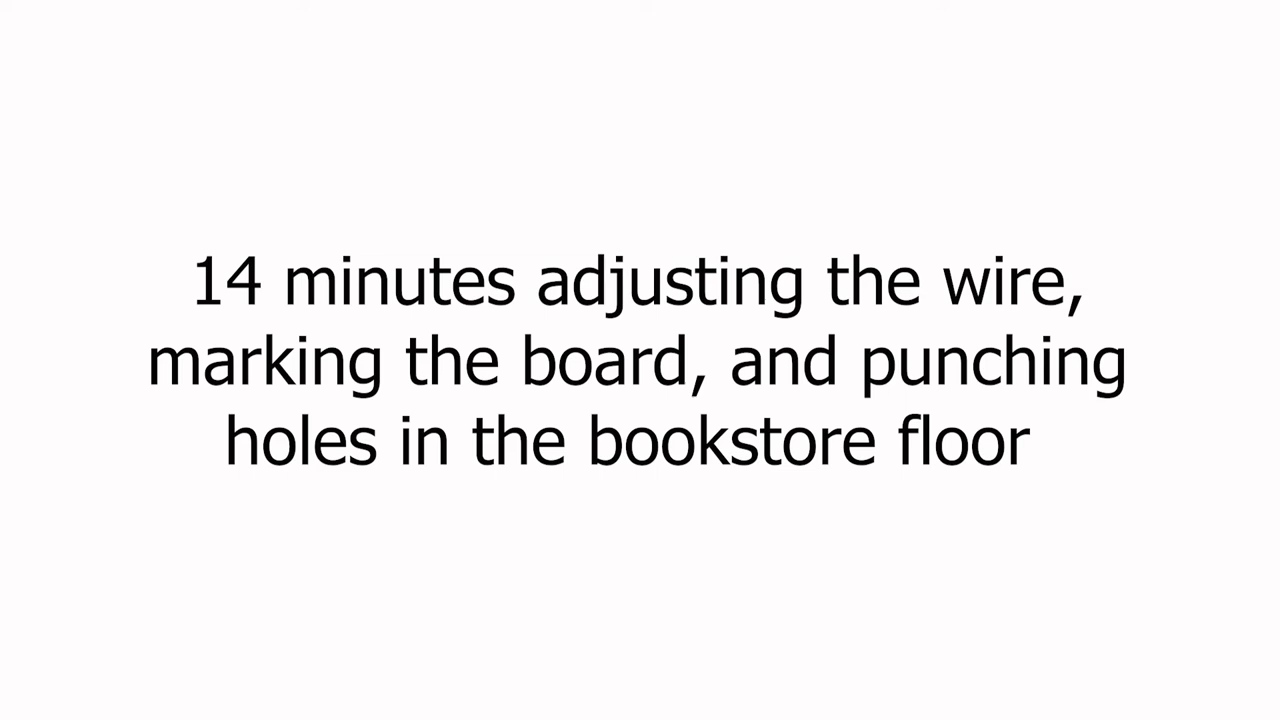 14 minutes adjusting the wire,
marking the board, and punching
holes in the bookstore floor